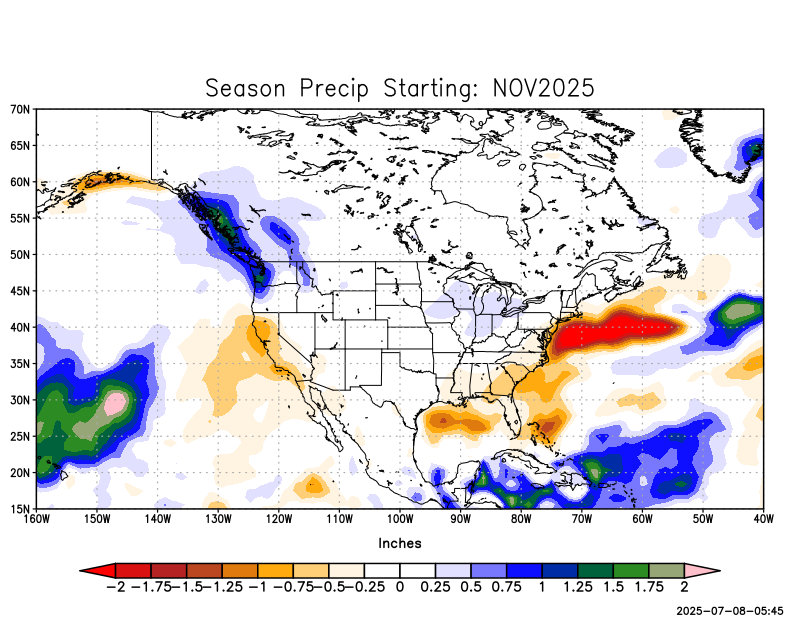 Season Precip Starting: NOV2025
70N
65N
60N
55N
50N
45N
40N
35N
30N
25N
20N
15N
160W 150W 140W 130W 120W 110W 100W 90W 80W 70W 60W 50W 40W
Inches
-2 -1.75 -1.5 -1.25 -1 -0.75 -0.5 -0.25 0 0.25 0.5 0.75 1 1.25 1.5 1.75 2
2025-07-08-05:45